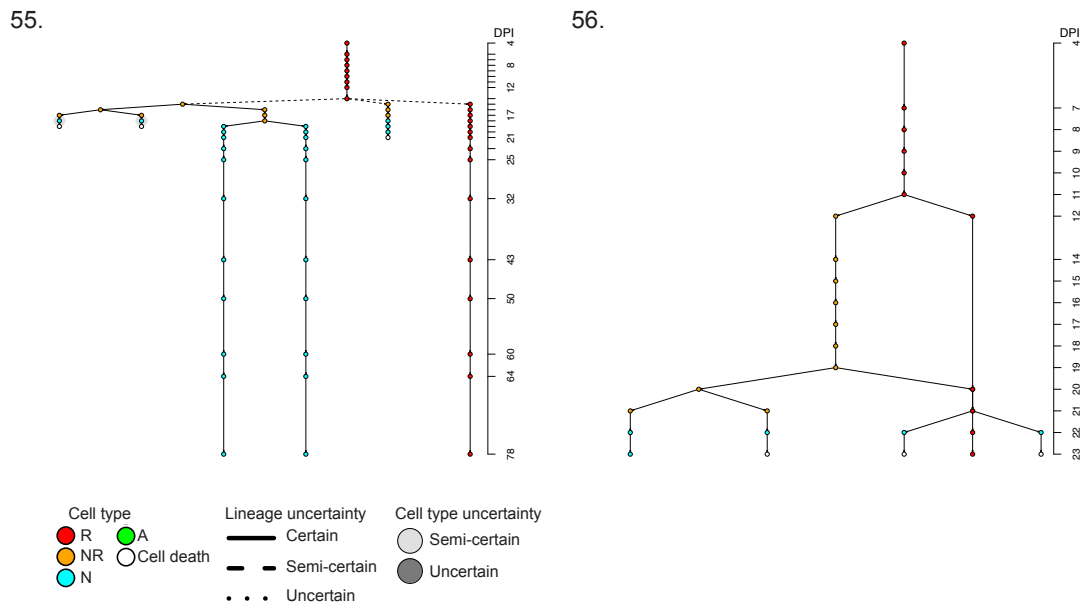 55.
DPI
4
8
12
17
21
25
32
43
50
60
64
78
56.
DPI
4
7
8
9
10
11
12
14
15
16
17
18
19
20
21
22
23
Cell type
R
A
NR
Cell death
N
Lineage uncertainty
Certain
Semi-certain
Uncertain
Cell type uncertainty
Semi-certain
Uncertain